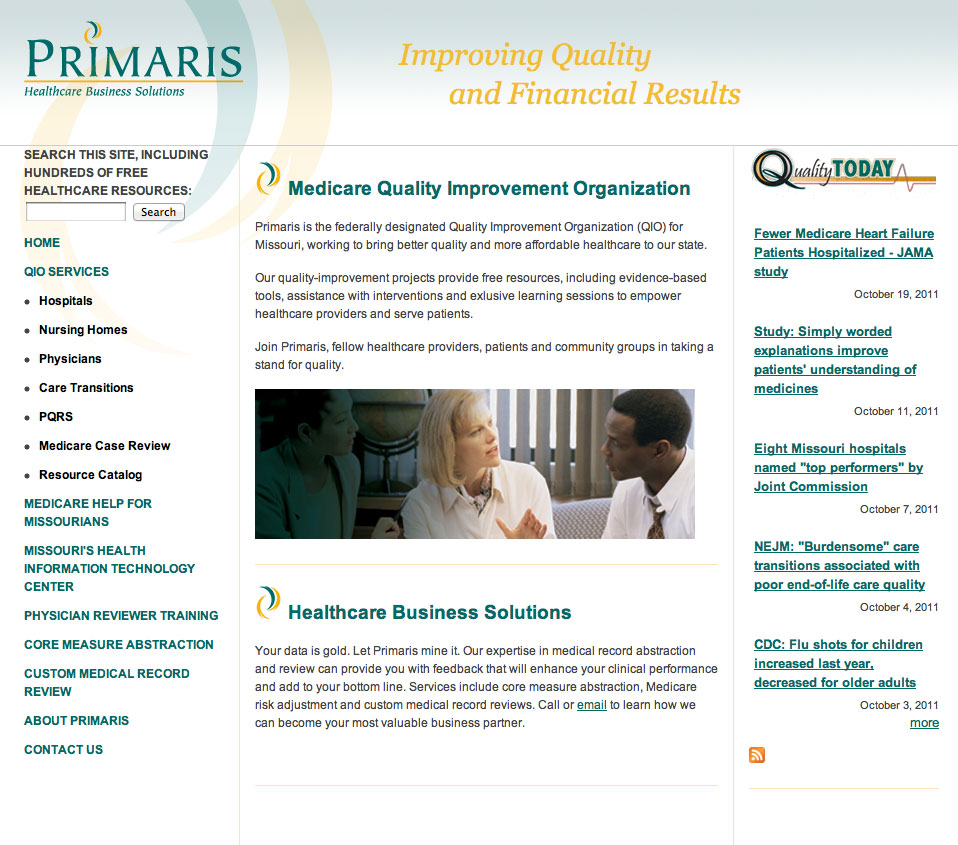 PRIMARIS
Healthcare Business Solutions
Improving Quality
and Financial Results
SEARCH THIS SITE, INCLUDING
HUNDREDS OF FREE
HEALTHCARE RESOURCES:
Search
HOME
QIO SERVICES
Hospitals
Nursing Homes
Physicians
Care Transitions
PQRS
Medicare Case Review
Resource Catalog
MEDICARE HELP FOR
MISSOURIANS
MISSOURI'S HEALTH
INFORMATION TECHNOLOGY
CENTER
PHYSICIAN REVIEWER TRAINING
CORE MEASURE ABSTRACTION
CUSTOM MEDICAL RECORD
REVIEW
ABOUT PRIMARIS
CONTACT US
Medicare Quality Improvement Organization
Primaris is the federally designated Quality Improvement Organization (QIO) for
Missouri, working to bring better quality and more affordable healthcare to our state.
Our quality-improvement projects provide free resources, including evidence-based
tools, assistance with interventions and exlusive learning sessions to empower
healthcare providers and serve patients.
Join Primaris, fellow healthcare providers, patients and community groups in taking a
stand for quality.
Healthcare Business Solutions
Your data is gold. Let Primaris mine it. Our expertise in medical record abstraction
and review can provide you with feedback that will enhance your clinical performance
and add to your bottom line. Services include core measure abstraction, Medicare
risk adjustment and custom medical record reviews. Call or email to learn how we
can become your most valuable business partner.
Quality TODAY
Fewer Medicare Heart Failure
Patients Hospitalized - JAMA
study
October 19, 2011
Study: Simply worded
explanations improve
patients' understanding of
medicines
October 11, 2011
Eight Missouri hospitals
named "top performers" by
Joint Commission
October 7, 2011
NEJM: "Burdensome" care
transitions associated with
poor end-of-life care quality
October 4, 2011
CDC: Flu shots for children
increased last year,
decreased for older adults
October 3, 2011
more